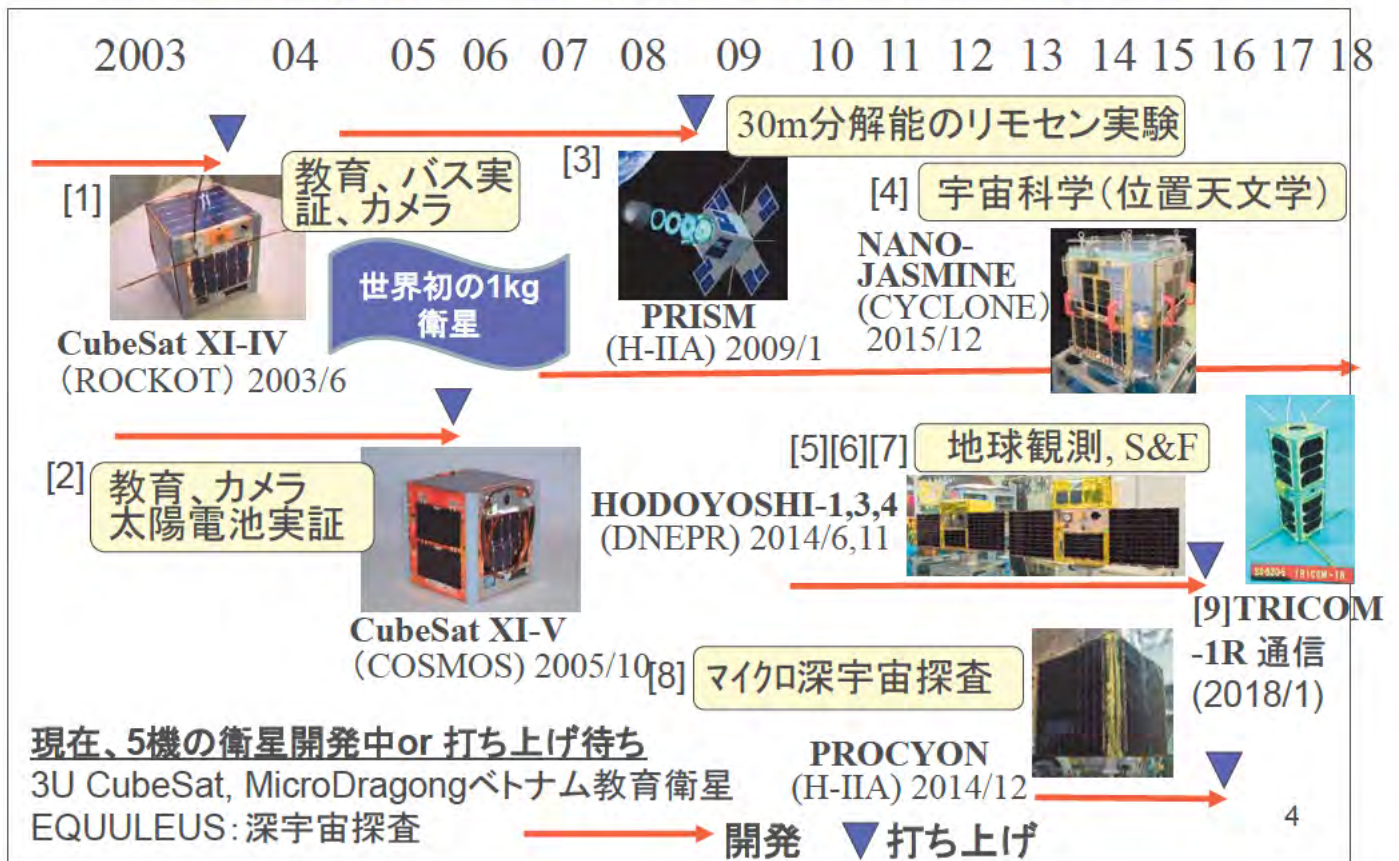 2003 04 05 06 07 08 09 10 11 12 13 14 15 16 17 18
[1]
教育、バス実
証、カメラ
CubeSat XI-IV
（ROCKOT） 2003/6
世界初の1kg
衛星
[3]
30m分解能のリモセン実験
PRISM
(H-IIA) 2009/1
[4]
宇宙科学（位置天文学）
NANO-
JASMINE
(CYCLONE)
2015/12
[2]
教育、カメラ
太陽電池実証
CubeSat XI-V
（COSMOS) 2005/10
[5][6][7]
地球観測, S&F
HODOYOSHI-1,3,4
(DNEPR) 2014/6,11
[8]
マイクロ深宇宙探査
PROCYON
(H-IIA) 2014/12
TRICOM-1R
[9]TRICOM
-1R 通信
(2018/1)
現在、5機の衛星開発中or 打ち上げ待ち
3U CubeSat, MicroDragongベトナム教育衛星
EQUULEUS：深宇宙探査
開発
打ち上げ
4